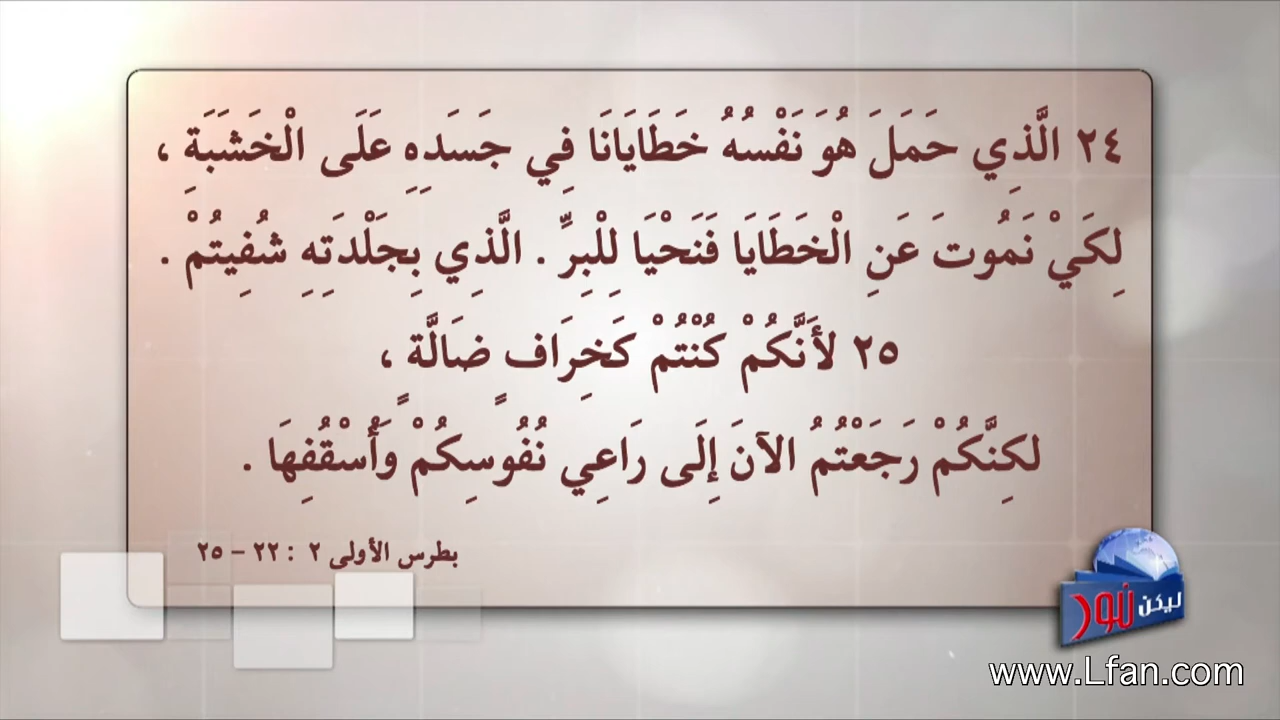 ٢٤ الَّذِي حَمَلَ هُوَ نَفْسُهُ خَطَايَانَا فِي جَسَدِهِ عَلَى الْخَشَبَةِ ،
لِكَيْ نَمُوتَ عَنِ الْخَطَايَا فَنَحْيَا لِلْبِرِّ . الَّذِي بِجَلْدَتِهِ شُفِيتُمْ .
٢٥ لأَنَّكُمْ كُنْتُمْ كَخِرَافٍ ضَالَّةٍ ،
لكِنَّكُمْ رَجَعْتُمُ الآنَ إِلَى رَاعِي نُفُوسِكُمْ وَأُسْقُفِهَا .
بطرس الأولى ٢ : ٢٢ – ٢٥
ليكن نور
www.Lfan.com